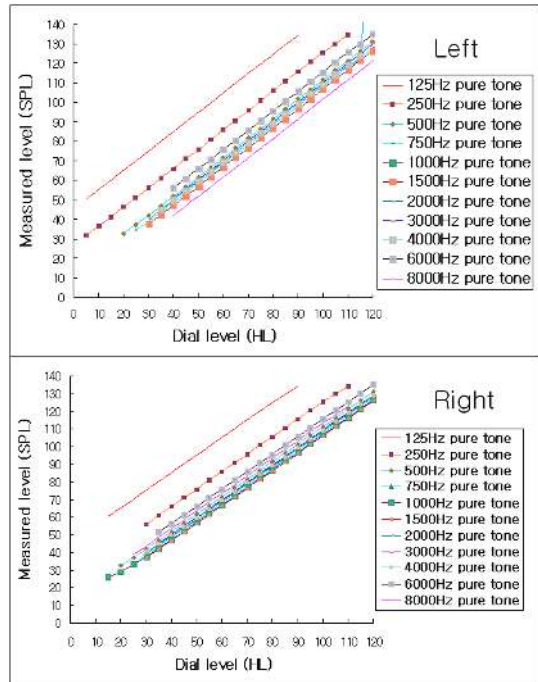 Left
140
130
120
110
100
90
80
70
60
50
40
30
20
10
0
Measured level (SPL)
0 10 20 30 40 50 60 70 80 90 100 110 120
Dial level (HL)
125Hz pure tone
250Hz pure tone
500Hz pure tone
750Hz pure tone
1000Hz pure tone
1500Hz pure tone
2000Hz pure tone
3000Hz pure tone
4000Hz pure tone
6000Hz pure tone
8000Hz pure tone
Right
140
130
120
110
100
90
80
70
60
50
40
30
20
10
0
Measured level (SPL)
0 10 20 30 40 50 60 70 80 90 100 110 120
Dial level (HL)
125Hz pure tone
250Hz pure tone
500Hz pure tone
750Hz pure tone
1000Hz pure tone
1500Hz pure tone
2000Hz pure tone
3000Hz pure tone
4000Hz pure tone
6000Hz pure tone
8000Hz pure tone